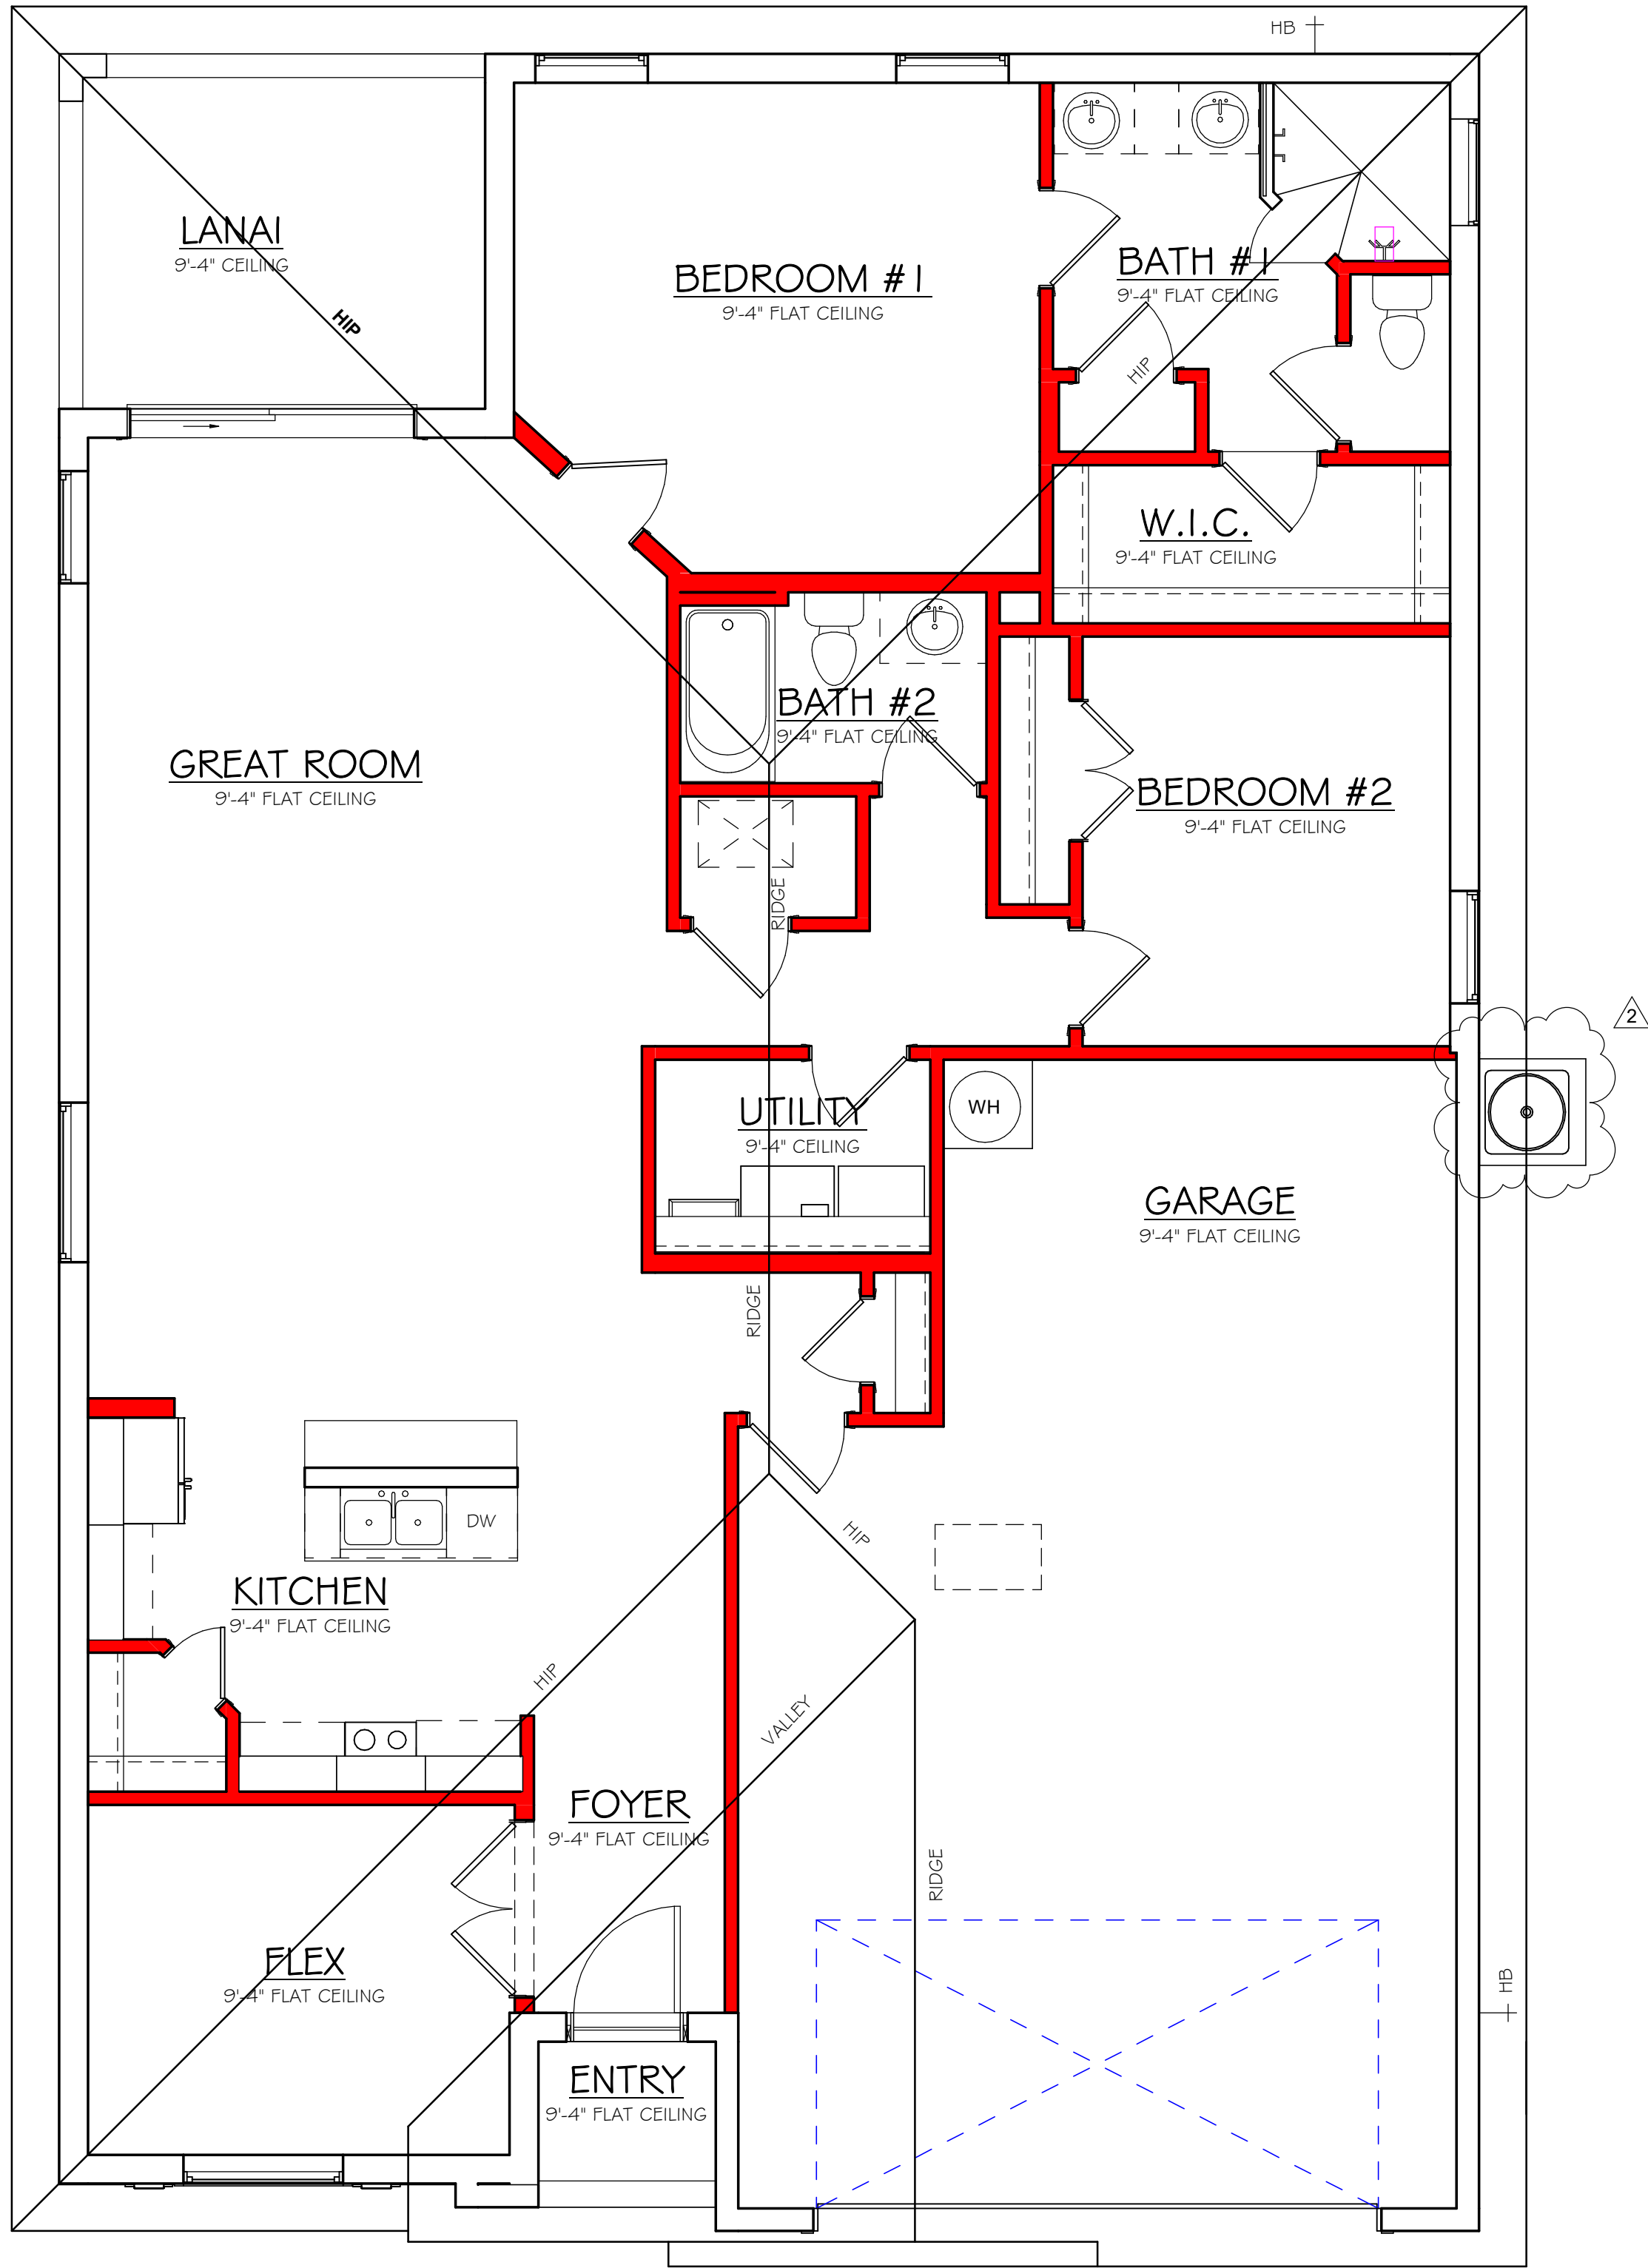 HB
LANAI
9'-4" CEILING
HIP
BEDROOM #1
9'-4" FLAT CEILING
BATH #1
9'-4" FLAT CEILING
HIP
W.I.C.
9'-4" FLAT CEILING
BATH #2
9'-4" FLAT CEILING
GREAT ROOM
9'-4" FLAT CEILING
BEDROOM #2
9'-4" FLAT CEILING
RIDGE
2
UTILITY
9'-4" CEILING
WH
GARAGE
9'-4" FLAT CEILING
RIDGE
DW
HIP
KITCHEN
9'-4" FLAT CEILING
HIP
VALLEY
FOYER
9'-4" FLAT CEILING
RIDGE
FLEX
9'-4" FLAT CEILING
HB
ENTRY
9'-4" FLAT CEILING